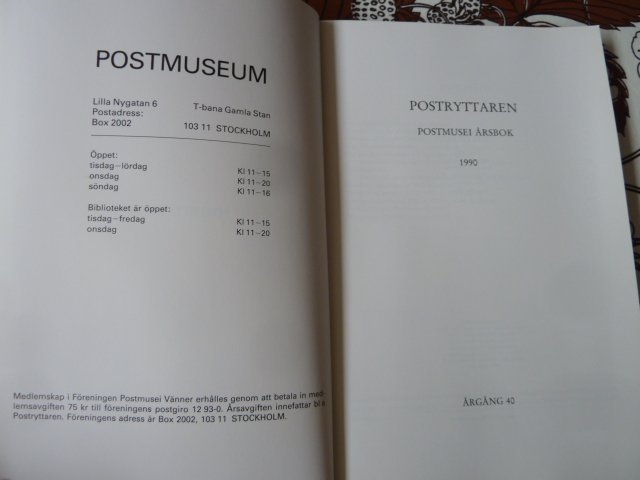 POSTMUSEUM
Lilla Nygatan 6 T-bana Gamla Stan
Postadress:
Box 2002 103 11 STOCKHOLM
Öppet:
tisdag–lördag Kl 11–15
onsdag Kl 11–20
söndag Kl 11–16
Biblioteket är öppet:
tisdag–fredag Kl 11–15
onsdag Kl 11–20
Medlemskap i Föreningen Postmusei Vänner erhålles genom att betala in med-
lemsavgiften 75 kr till föreningens postgiro 12 93-0. Årsavgiften innefattar bl a
Postryttaren. Föreningens adress är Box 2002, 103 11 STOCKHOLM.
POSTRYTTAREN
POSTMUSEI ÅRSBOK
1990
ÅRGÅNG 40